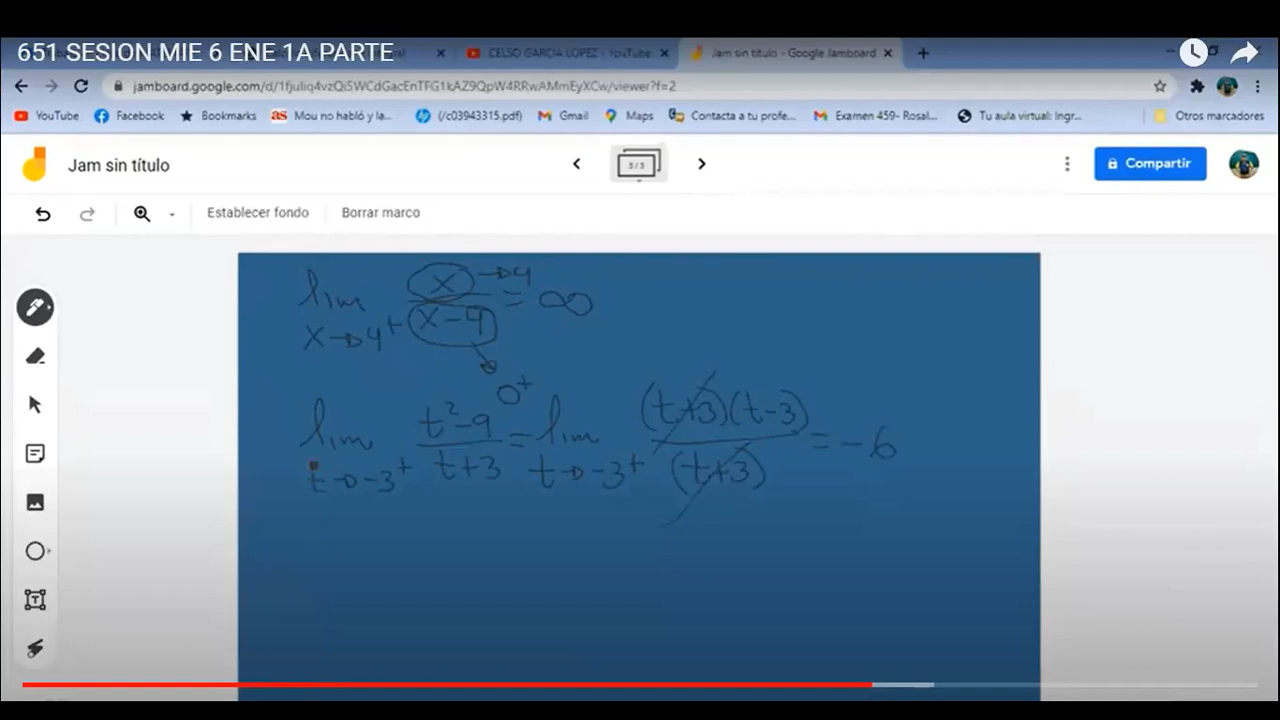 651 SESION MIE 6 ENE 1A PARTE
CELSO GARCIA LOPEZ - YouTube
Jam sin título - Google Jamboard
jamboard.google.com/d/1fjuliq4vzQi5WCdGacEnTFG1kAZ9QpW4RRwAMmEyXCw/viewer?f=2
YouTube Facebook Bookmarks Mou no habló y la... (/c03943315.pdf) Gmail Maps Contacta a tu profe... Examen 459- Rosal... Tu aula virtual: Ingr... Otros marcadores
Jam sin título
3 / 3
Compartir
Establecer fondo Borrar marco
lim x→4+ x/(x-4) = ∞
→4
0+
lim t→-3+ (t²-9)/(t+3) = lim t→-3+ (t+3)(t-3)/(t+3) = -6